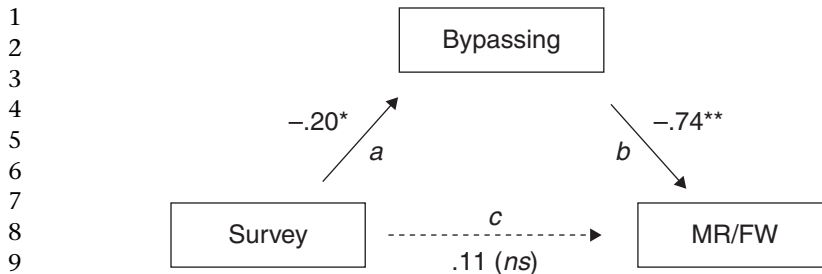 1
2
3
4
5
6
7
8
9
Bypassing
–.20*
–.74**
a
b
Survey
c
MR/FW
.11 (ns)